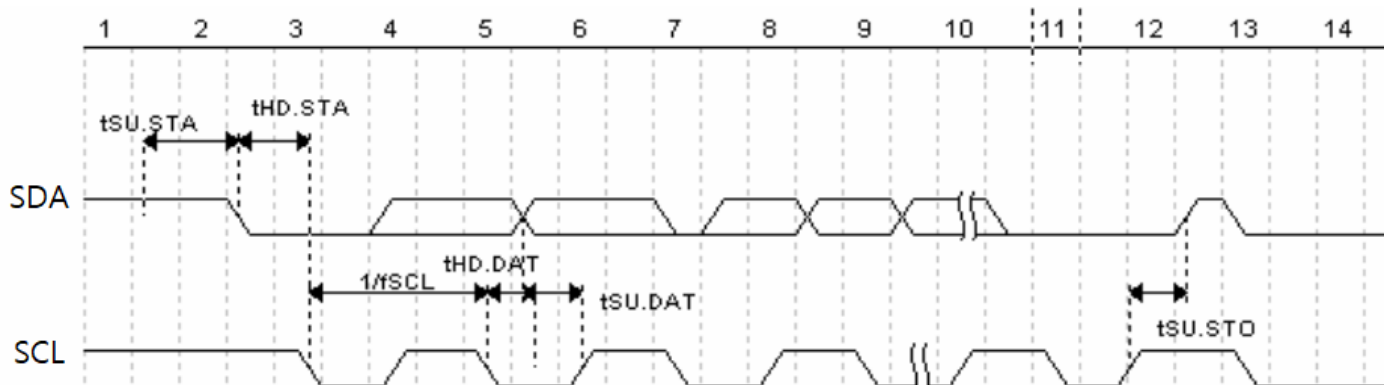 1 2 3 4 5 6 7 8 9 10 11 12 13 14
tHD.STA
tSU.STA
SDA
tHD.DAT
1/fSCL
tSU.DAT
tSU.STO
SCL